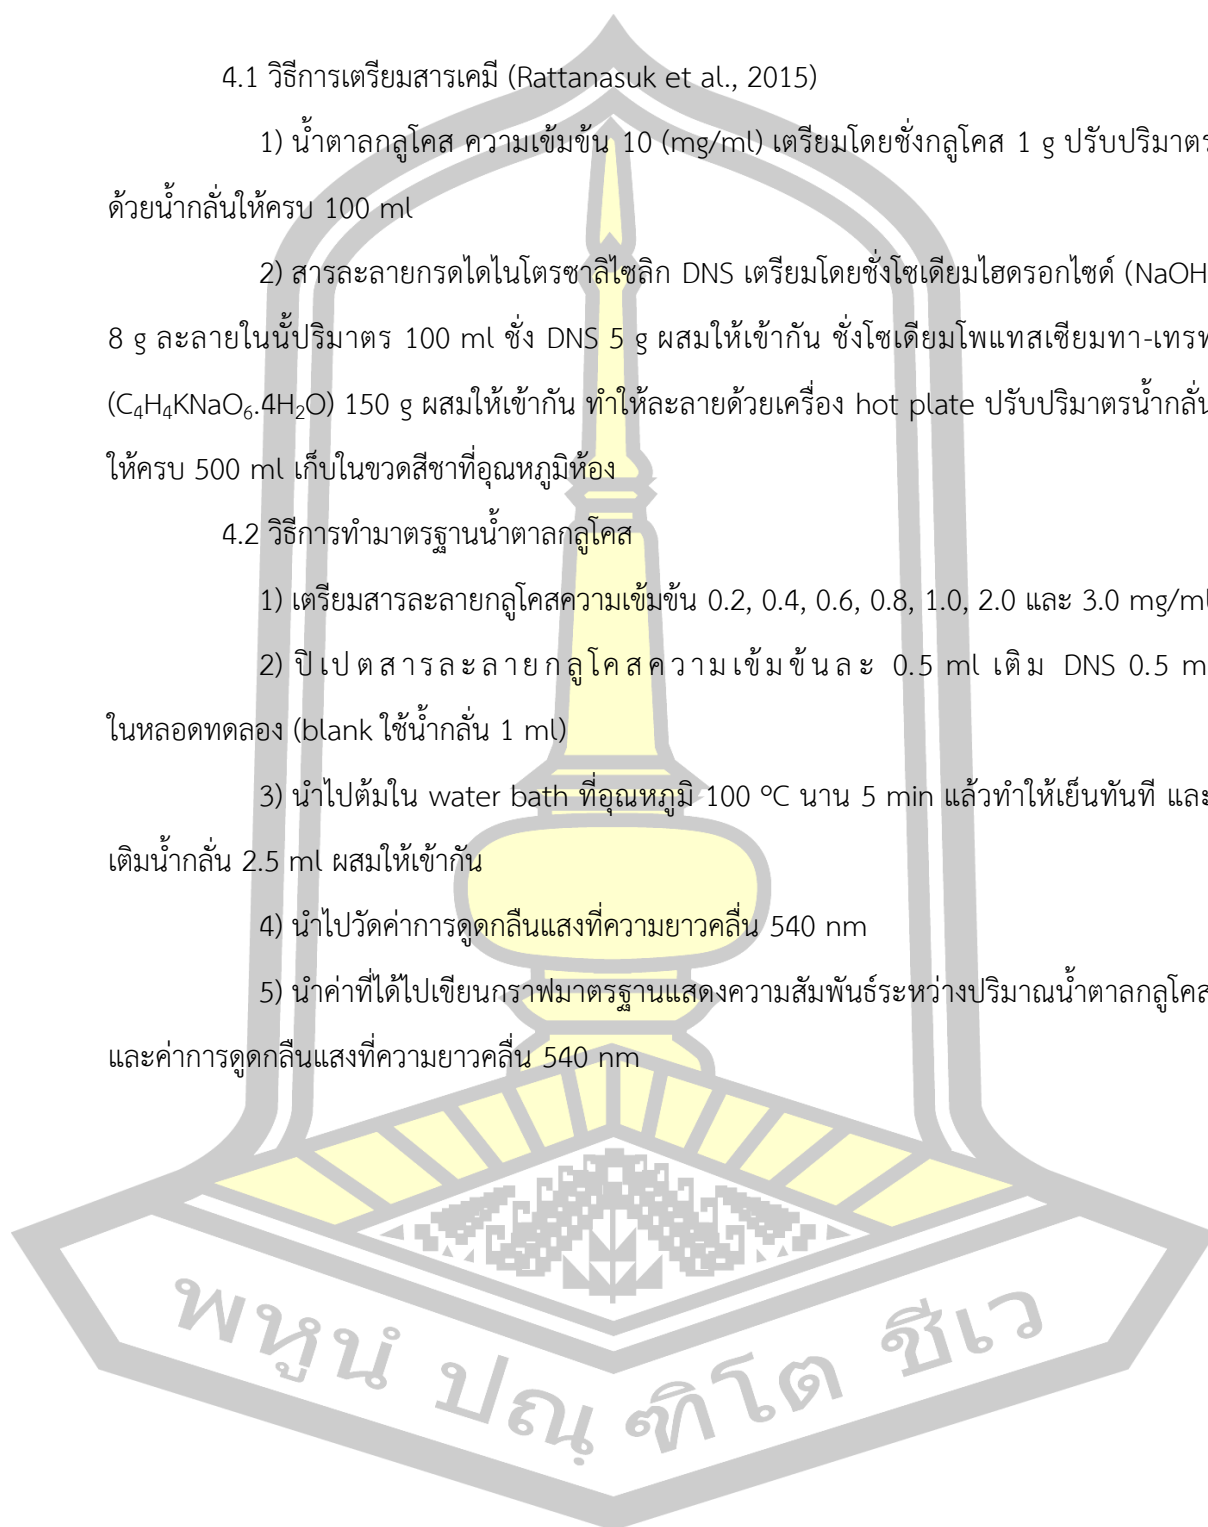 4.1 วิธีการเตรียมสารเคมี (Rattanasuk et al., 2015)
1) น้ำตาลกลูโคส ความเข้มข้น 10 (mg/ml) เตรียมโดยชั่งกลูโคส 1 g ปรับปริมาตร
ด้วยน้ำกลั่นให้ครบ 100 ml
2) สารละลายกรดไดไนโตรซาลิไซลิก DNS เตรียมโดยชั่งโซเดียมไฮดรอกไซด์ (NaOH
8 g ละลายในนั้ปริมาตร 100 ml ชั่ง DNS 5 g ผสมให้เข้ากัน ชั่งโซเดียมโพแทสเซียมทา-เทรท
(C₄H₄KNaO₆.4H₂O) 150 g ผสมให้เข้ากัน ทำให้ละลายด้วยเครื่อง hot plate ปรับปริมาตรน้ำกลั่น
ให้ครบ 500 ml เก็บในขวดสีชาที่อุณหภูมิห้อง
4.2 วิธีการทำมาตรฐานน้ำตาลกลูโคส
1) เตรียมสารละลายกลูโคสความเข้มข้น 0.2, 0.4, 0.6, 0.8, 1.0, 2.0 และ 3.0 mg/ml
2) ปิเปตสารละลายกลูโคสความเข้มข้นละ 0.5 ml เติม DNS 0.5 m
ในหลอดทดลอง (blank ใช้น้ำกลั่น 1 ml)
3) นำไปต้มใน water bath ที่อุณหภูมิ 100 ºC นาน 5 min แล้วทำให้เย็นทันที และ
เติมน้ำกลั่น 2.5 ml ผสมให้เข้ากัน
4) นำไปวัดค่าการดูดกลืนแสงที่ความยาวคลื่น 540 nm
5) นำค่าที่ได้ไปเขียนกราฟมาตรฐานแสดงความสัมพันธ์ระหว่างปริมาณน้ำตาลกลูโคส
และค่าการดูดกลืนแสงที่ความยาวคลื่น 540 nm
พหูนํ ปณฺฑิโต ชีเว